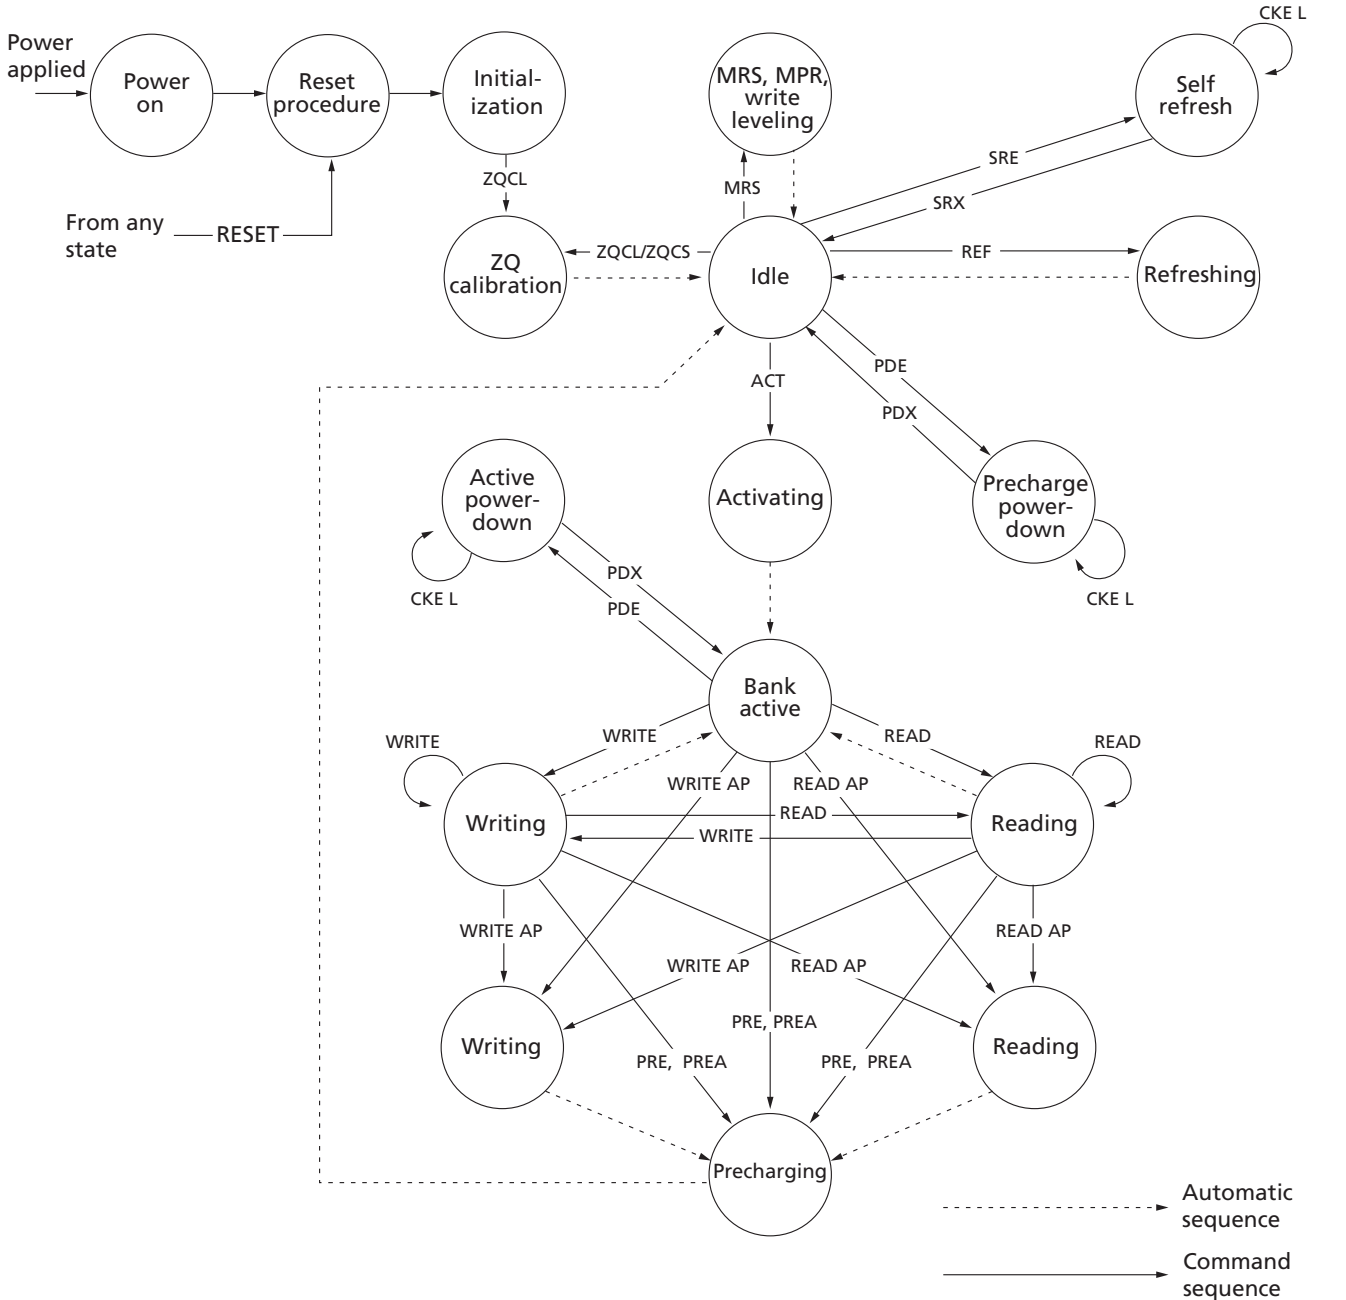 CKE L
Power
applied
Power
on
Reset
procedure
Initial-
ization
MRS, MPR,
write
leveling
Self
refresh
SRE
ZQCL
MRS
SRX
From any
state
RESET
ZQ
calibration
ZQCL/ZQCS
Idle
REF
Refreshing
ACT
PDE
PDX
Active
power-
down
Activating
Precharge
power-
down
PDX
PDE
CKE L
CKE L
Bank
active
WRITE
WRITE
READ
READ
WRITE AP
READ AP
Writing
READ
WRITE
Reading
WRITE AP
READ AP
WRITE AP
READ AP
Writing
PRE, PREA
Reading
PRE, PREA
PRE, PREA
Precharging
Automatic
sequence
Command
sequence